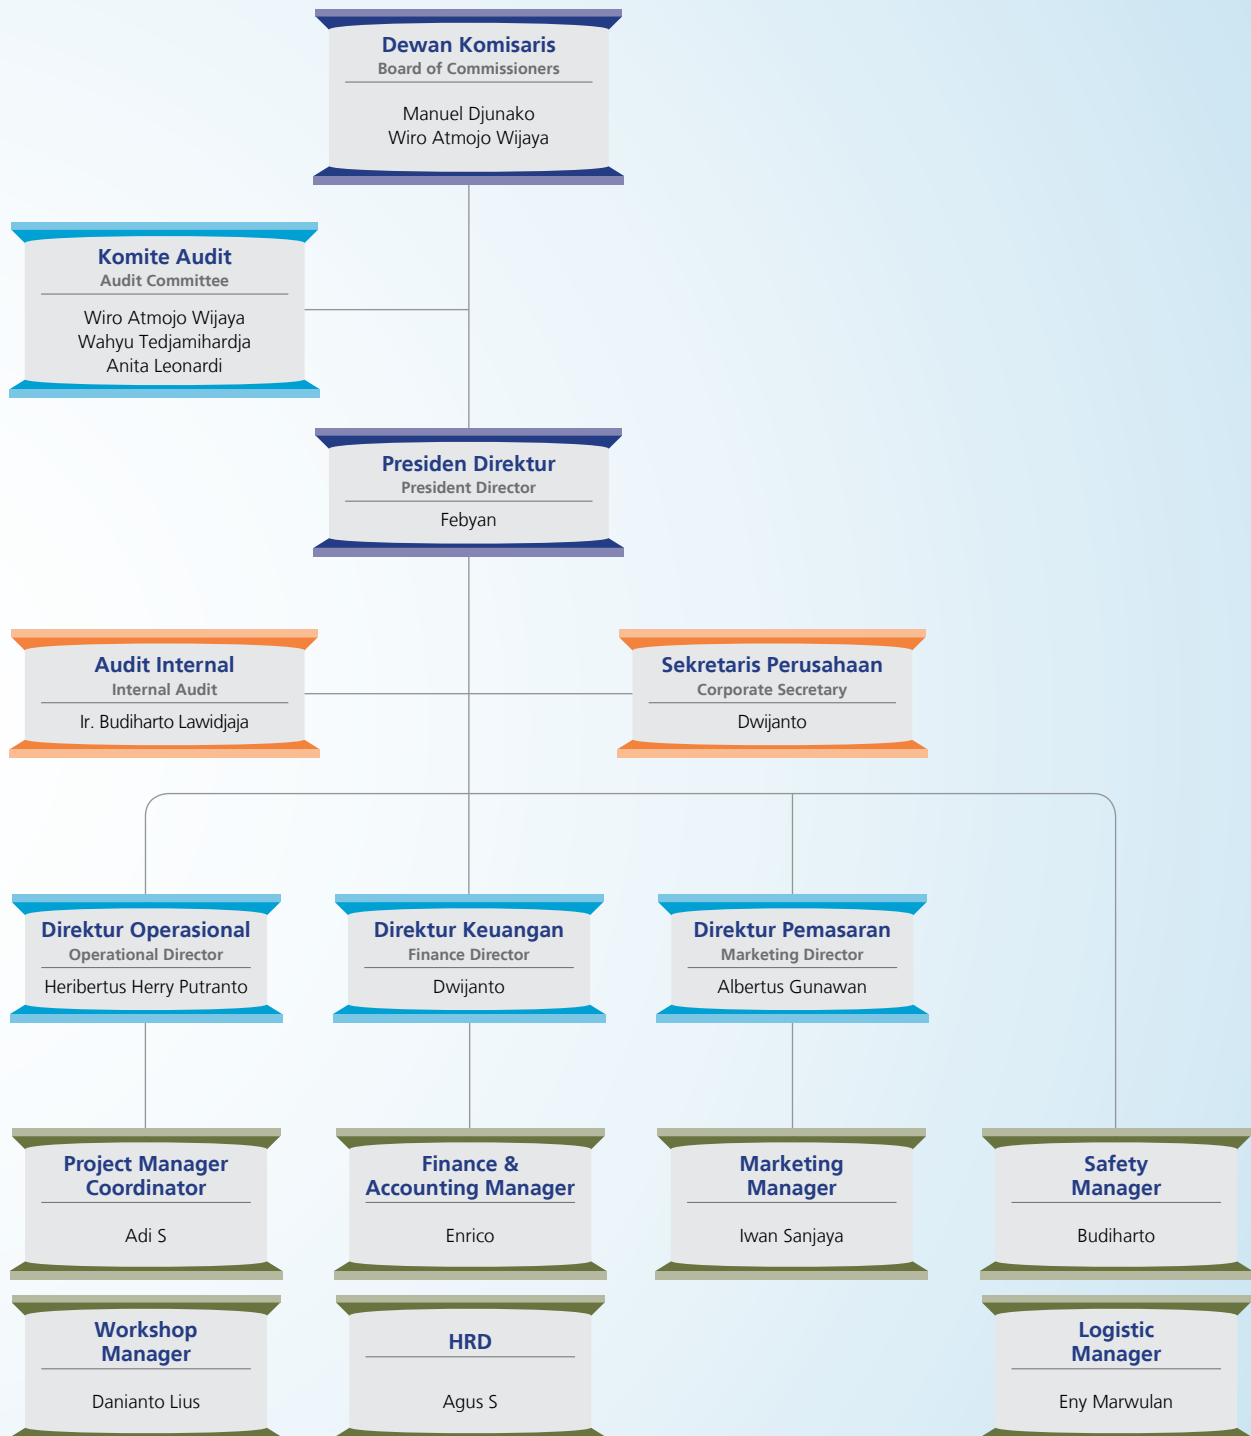 Dewan Komisaris
Board of Commissioners
Manuel Djunako
Wiro Atmojo Wijaya
Komite Audit
Audit Committee
Wiro Atmojo Wijaya
Wahyu Tedjamihardja
Anita Leonardi
Presiden Direktur
President Director
Febyan
Audit Internal
Internal Audit
Ir. Budiharto Lawidjaja
Sekretaris Perusahaan
Corporate Secretary
Dwijanto
Direktur Operasional
Operational Director
Heribertus Herry Putranto
Direktur Keuangan
Finance Director
Dwijanto
Direktur Pemasaran
Marketing Director
Albertus Gunawan
Project Manager
Coordinator
Adi S
Finance &
Accounting Manager
Enrico
Marketing
Manager
Iwan Sanjaya
Safety
Manager
Budiharto
Workshop
Manager
Danianto Lius
HRD
Agus S
Logistic
Manager
Eny Marwulan